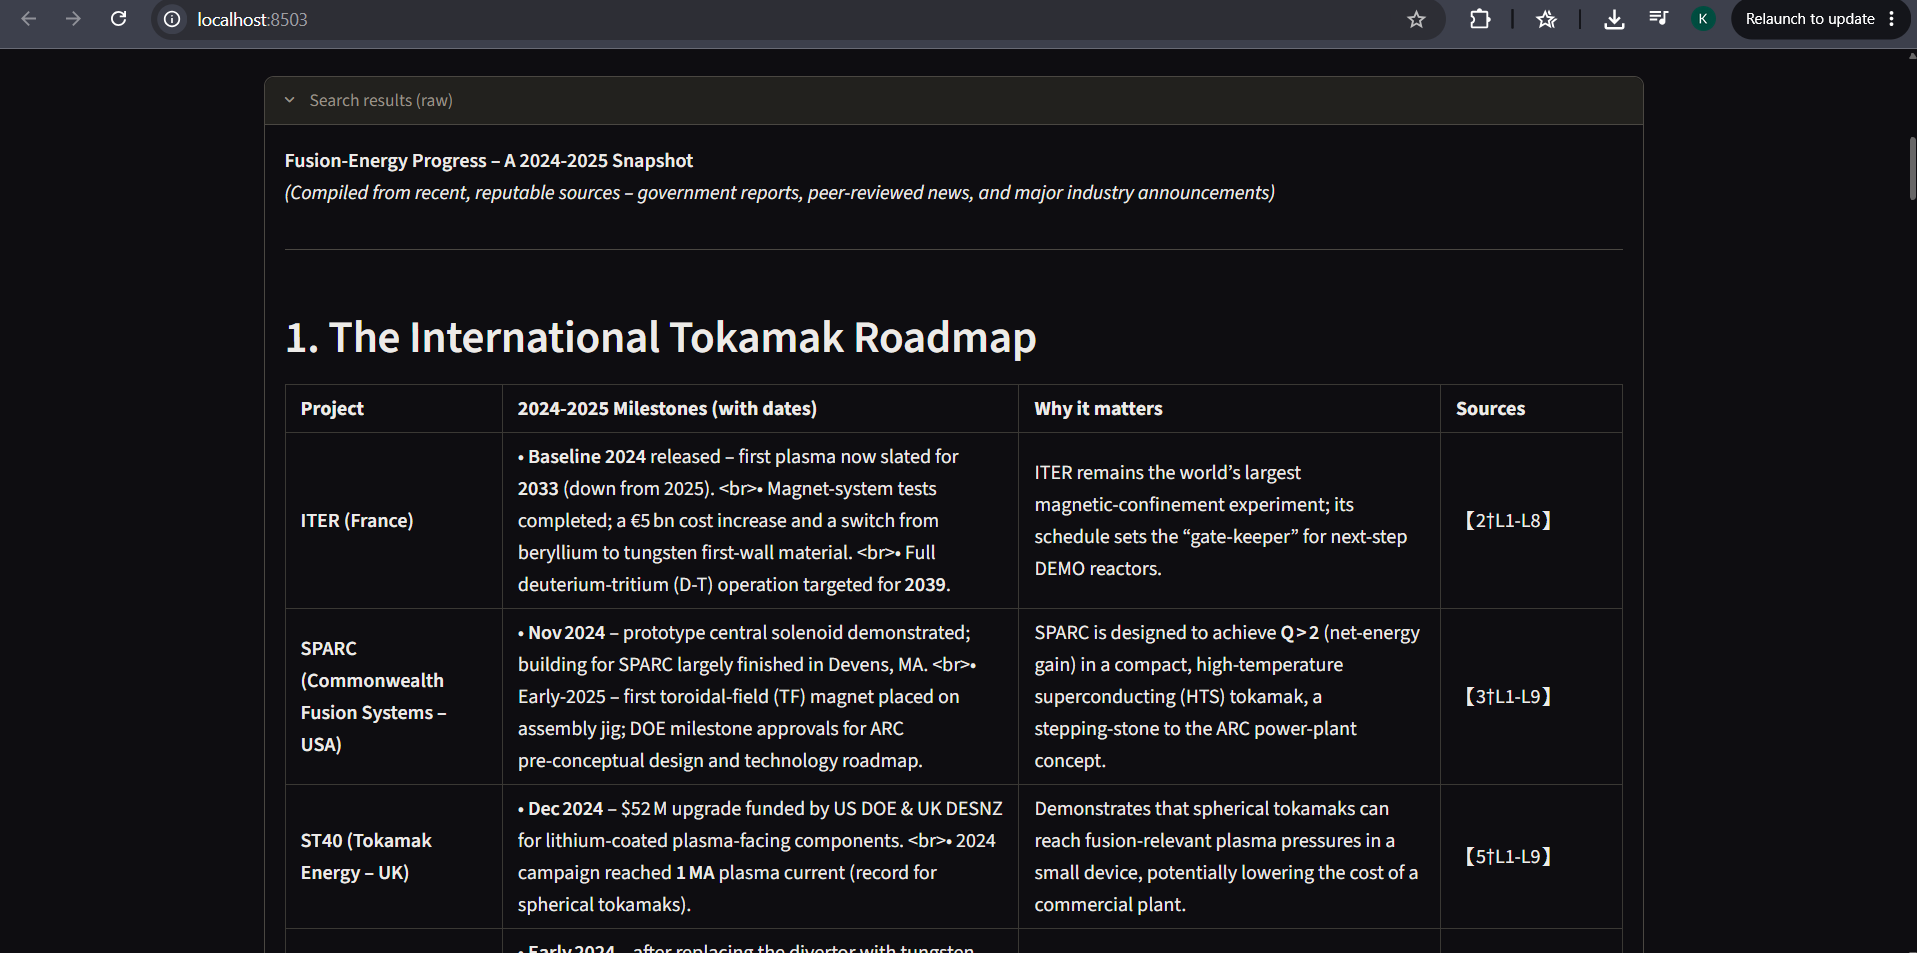 localhost:8503
K
Relaunch to update
Search results (raw)
Fusion-Energy Progress – A 2024-2025 Snapshot
(Compiled from recent, reputable sources – government reports, peer-reviewed news, and major industry announcements)
1. The International Tokamak Roadmap
Project
2024-2025 Milestones (with dates)
Why it matters
Sources
ITER (France)
• Baseline 2024 released – first plasma now slated for
2033 (down from 2025). <br>• Magnet-system tests
completed; a €5 bn cost increase and a switch from
beryllium to tungsten first-wall material. <br>• Full
deuterium-tritium (D-T) operation targeted for 2039.
ITER remains the world’s largest
magnetic-confinement experiment; its
schedule sets the “gate-keeper” for next-step
DEMO reactors.
【2†L1-L8】
SPARC
(Commonwealth
Fusion Systems –
USA)
• Nov 2024 – prototype central solenoid demonstrated;
building for SPARC largely finished in Devens, MA. <br>•
Early-2025 – first toroidal-field (TF) magnet placed on
assembly jig; DOE milestone approvals for ARC
pre-conceptual design and technology roadmap.
SPARC is designed to achieve Q > 2 (net-energy
gain) in a compact, high-temperature
superconducting (HTS) tokamak, a
stepping-stone to the ARC power-plant
concept.
【3†L1-L9】
ST40 (Tokamak
Energy – UK)
• Dec 2024 – $52 M upgrade funded by US DOE & UK DESNZ
for lithium-coated plasma-facing components. <br>• 2024
campaign reached 1 MA plasma current (record for
spherical tokamaks).
Demonstrates that spherical tokamaks can
reach fusion-relevant plasma pressures in a
small device, potentially lowering the cost of a
commercial plant.
【5†L1-L9】
• Early 2024 – after replacing the divertor with tungsten